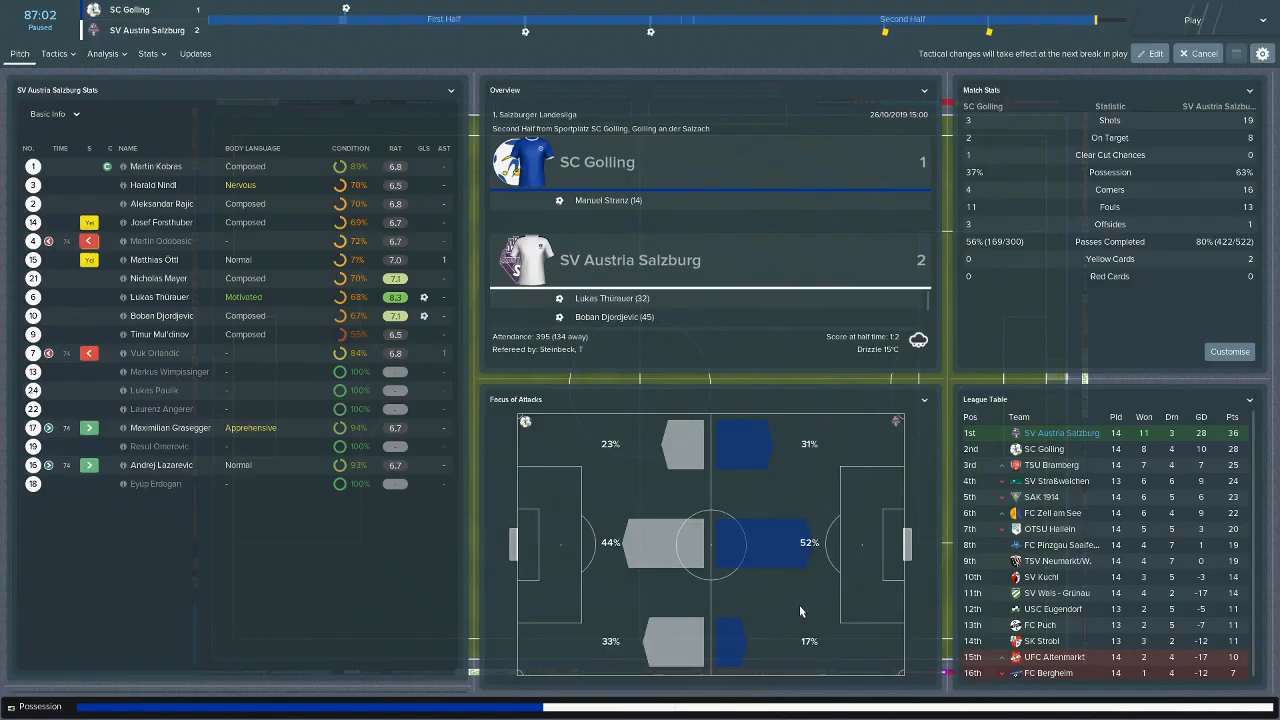 87:02
Paused
SC Golling 1
SV Austria Salzburg 2
First Half
Second Half
Play
Pitch Tactics Analysis Stats Updates
Tactical changes will take effect at the next break in play Edit Cancel
SV Austria Salzburg Stats
Basic Info
NO. TIME S C NAME BODY LANGUAGE CONDITION RAT GLS AST
1 C Martin Kobras Composed 89% 6.8 -
3 Harald Nindl Nervous 70% 6.5 -
2 Aleksandar Rajic Composed 70% 6.8 -
14 Yel Josef Forsthuber Composed 69% 6.7 -
4 74 Martin Odobasic - 72% 6.7 -
15 Yel Matthias Öttl Normal 71% 7.0 1
21 Nicholas Mayer Composed 70% 7.1 -
6 Lukas Thürauer Motivated 68% 8.3 -
10 Boban Djordjevic Composed 67% 7.1 -
9 Timur Mul'dinov Composed 55% 6.5 -
7 74 Vuk Orlandic - 84% 6.8 1
13 Markus Wimpissinger - 100% - -
24 Lukas Paulik - 100% - -
22 Laurenz Angerer - 100% - -
17 74 Maximilian Grasegger Apprehensive 94% 6.7 -
19 Resul Omerovic - 100% - -
16 74 Andrej Lazarevic Normal 93% 6.7 -
18 Eyüp Erdogan - 100% - -
Overview
1. Salzburger Landesliga 26/10/2019 15:00
Second Half from Sportplatz SC Golling, Golling an der Salzach
SC Golling 1
Manuel Stranz (14)
SV Austria Salzburg 2
Lukas Thürauer (32)
Boban Djordjevic (45)
Attendance: 395 (134 away) Score at half time: 1:2
Refereed by: Steinbeck, T Drizzle 15°C
Customise
Focus of Attacks
23% 31%
44% 52%
33% 17%
Match Stats
SC Golling Statistic SV Austria Salzbu...
3 Shots 19
2 On Target 8
1 Clear Cut Chances 0
37% Possession 63%
4 Corners 16
11 Fouls 13
3 Offsides 1
56% (169/300) Passes Completed 80% (422/522)
0 Yellow Cards 2
0 Red Cards 0
League Table
Pos Team Pld Won Drn GD Pts
1st SV Austria Salzburg 14 11 3 28 36
2nd SC Golling 14 8 4 10 28
3rd TSU Bramberg 14 7 4 7 25
4th SV Straßwalchen 13 6 6 9 24
5th SAK 1914 14 6 5 6 23
6th FC Zell am See 14 6 4 9 22
7th ÖTSU Hallein 14 5 5 3 20
8th FC Pinzgau Saalfe... 14 4 7 1 19
9th TSV Neumarkt/W. 14 4 7 0 19
10th SV Kuchl 14 3 5 -3 14
11th SV Wals - Grünau 14 4 2 -17 14
12th USC Eugendorf 13 2 5 -5 11
13th FC Puch 13 2 5 -7 11
14th SK Strobl 13 3 2 -12 11
15th UFC Altenmarkt 14 2 4 -17 10
16th FC Bergheim 14 1 4 -12 7
Possession